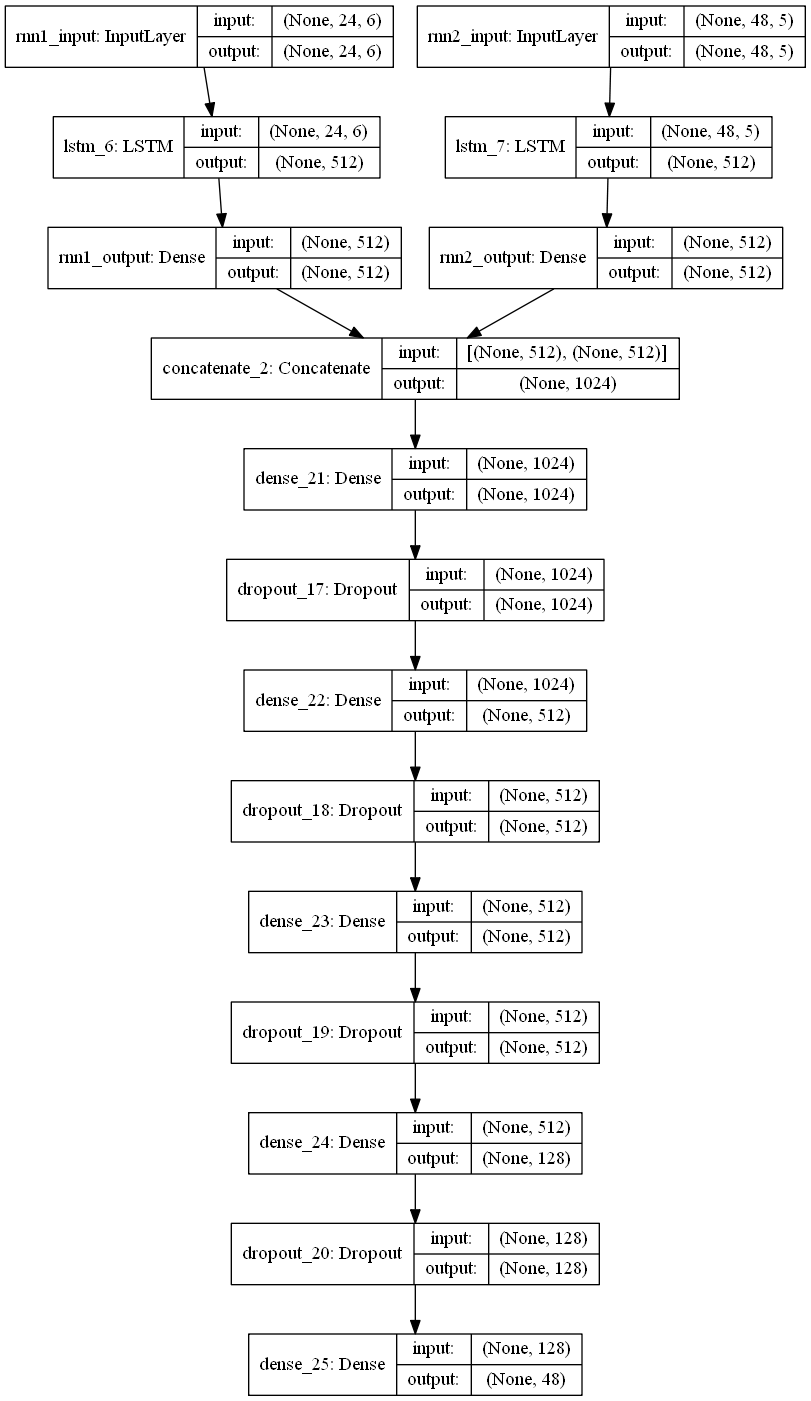 rnn1_input: InputLayer
input: (None, 24, 6)
output: (None, 24, 6)
rnn2_input: InputLayer
input: (None, 48, 5)
output: (None, 48, 5)
lstm_6: LSTM
input: (None, 24, 6)
output: (None, 512)
lstm_7: LSTM
input: (None, 48, 5)
output: (None, 512)
rnn1_output: Dense
input: (None, 512)
output: (None, 512)
rnn2_output: Dense
input: (None, 512)
output: (None, 512)
concatenate_2: Concatenate
input: [(None, 512), (None, 512)]
output: (None, 1024)
dense_21: Dense
input: (None, 1024)
output: (None, 1024)
dropout_17: Dropout
input: (None, 1024)
output: (None, 1024)
dense_22: Dense
input: (None, 1024)
output: (None, 512)
dropout_18: Dropout
input: (None, 512)
output: (None, 512)
dense_23: Dense
input: (None, 512)
output: (None, 512)
dropout_19: Dropout
input: (None, 512)
output: (None, 512)
dense_24: Dense
input: (None, 512)
output: (None, 128)
dropout_20: Dropout
input: (None, 128)
output: (None, 128)
dense_25: Dense
input: (None, 128)
output: (None, 48)